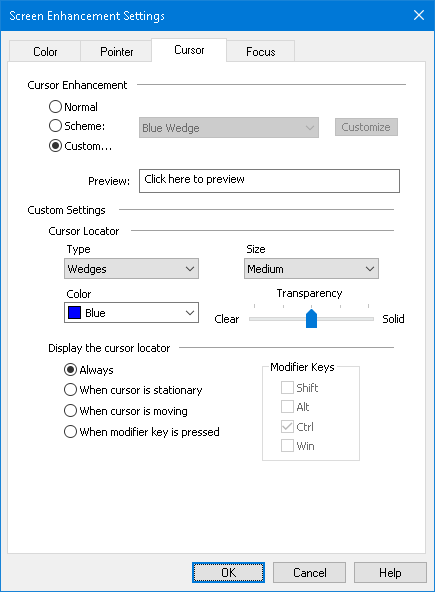 Screen Enhancement Settings
Color Pointer Cursor Focus
Cursor Enhancement
Normal
Scheme: Blue Wedge Customize
Custom...
Preview: Click here to preview
Custom Settings
Cursor Locator
Type Size
Wedges Medium
Color Transparency
Blue Clear Solid
Display the cursor locator
Always Modifier Keys
When cursor is stationary Shift
When cursor is moving Alt
When modifier key is pressed Ctrl
Win
OK Cancel Help